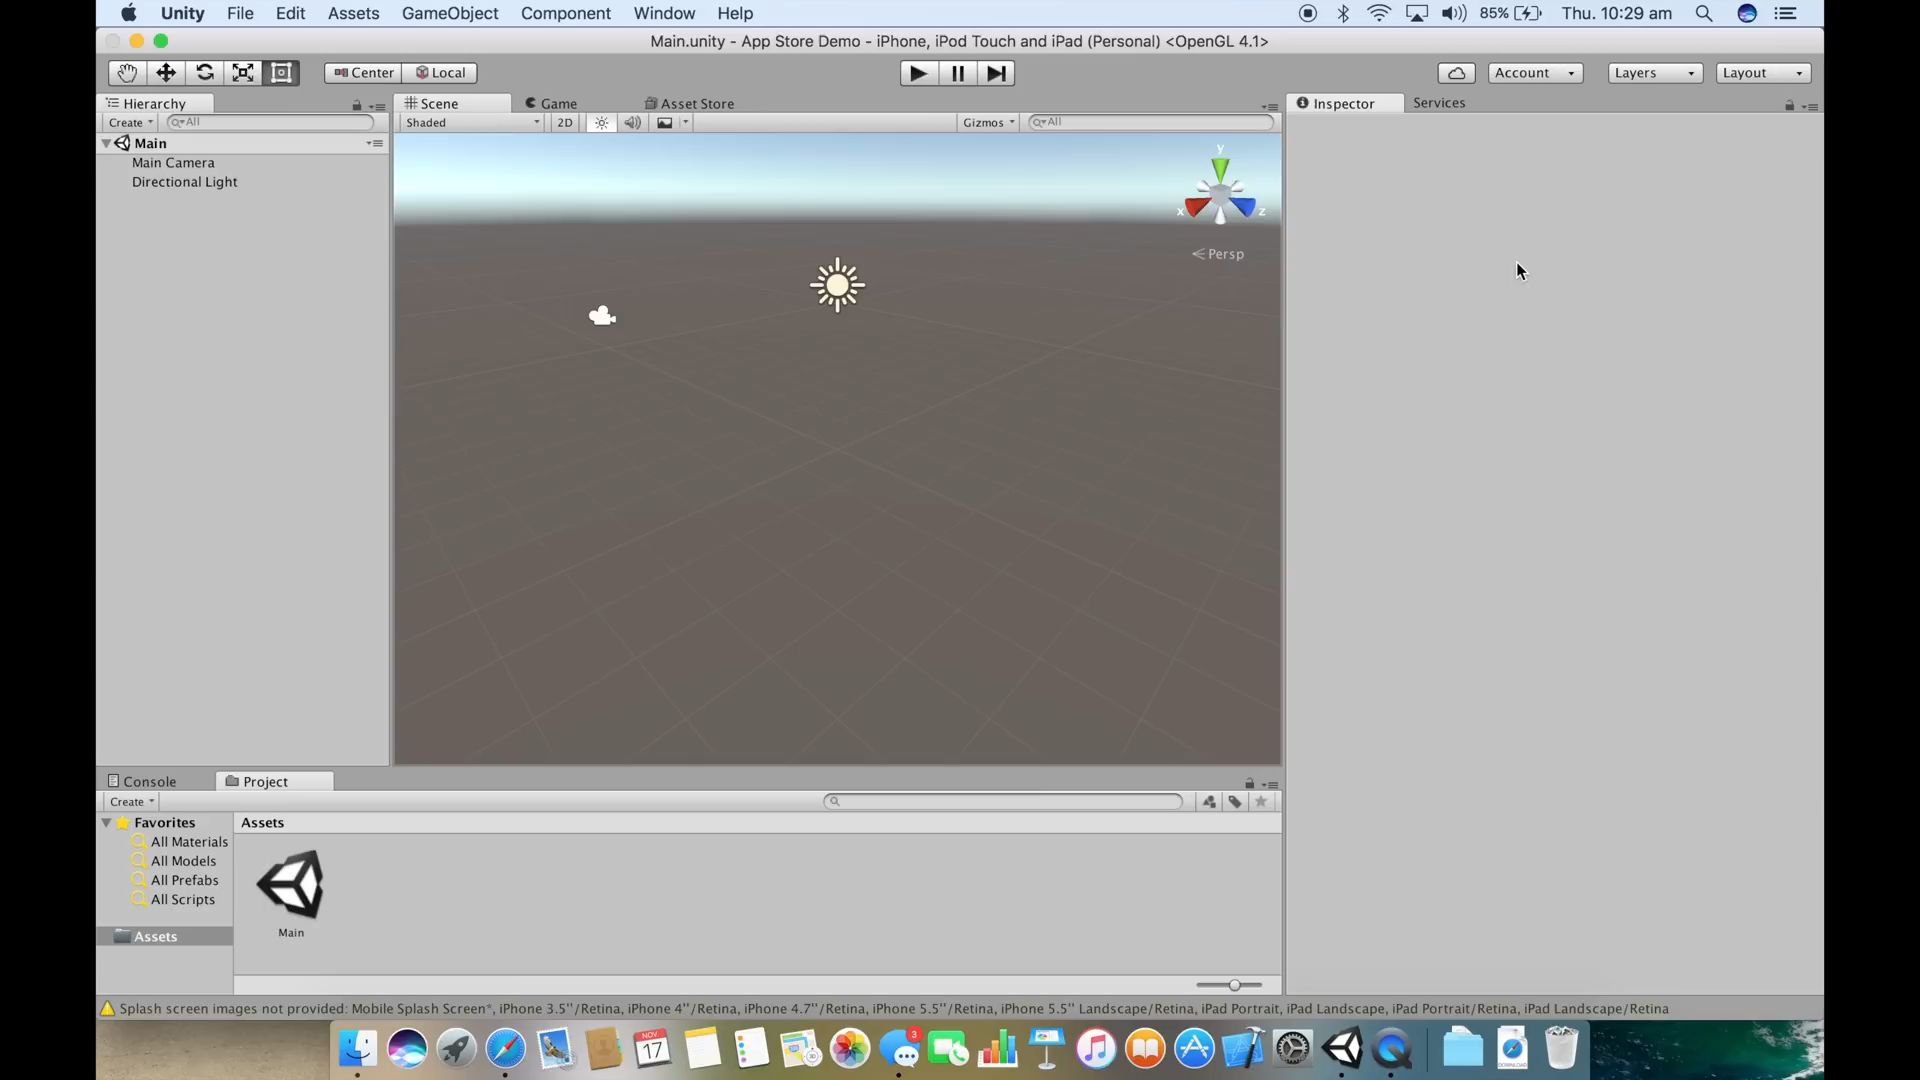 Unity File Edit Assets GameObject Component Window Help 85% Thu. 10:29 am
Main.unity - App Store Demo - iPhone, iPod Touch and iPad (Personal) <OpenGL 4.1>
Center Local Account Layers Layout
Hierarchy Scene Game Asset Store Inspector Services
Create All Shaded 2D Gizmos All
Main
Main Camera
Directional Light
y
x z
Persp
Console Project
Create
Favorites Assets
All Materials
All Models
All Prefabs
All Scripts
Main
Assets
Splash screen images not provided: Mobile Splash Screen*, iPhone 3.5''/Retina, iPhone 4''/Retina, iPhone 4.7''/Retina, iPhone 5.5''/Retina, iPhone 5.5'' Landscape/Retina, iPad Portrait, iPad Landscape, iPad Portrait/Retina, iPad Landscape/Retina
NOV
17
3